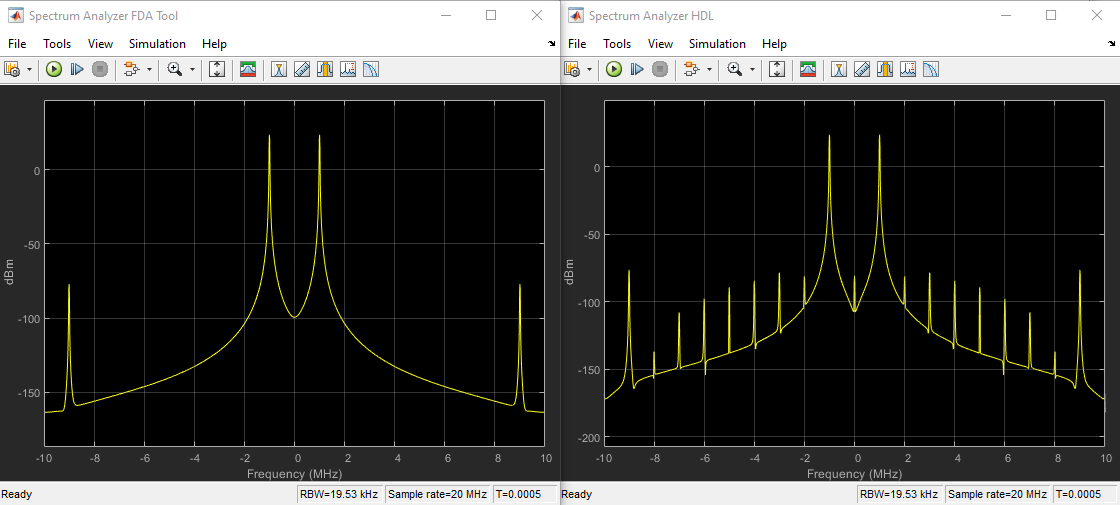 Spectrum Analyzer FDA Tool
File Tools View Simulation Help
0
-50
-100
-150
dBm
-10 -8 -6 -4 -2 0 2 4 6 8 10
Frequency (MHz)
Ready RBW=19.53 kHz Sample rate=20 MHz T=0.0005
Spectrum Analyzer HDL
File Tools View Simulation Help
0
-50
-100
-150
-200
dBm
-10 -8 -6 -4 -2 0 2 4 6 8 10
Frequency (MHz)
Ready RBW=19.53 kHz Sample rate=20 MHz T=0.0005